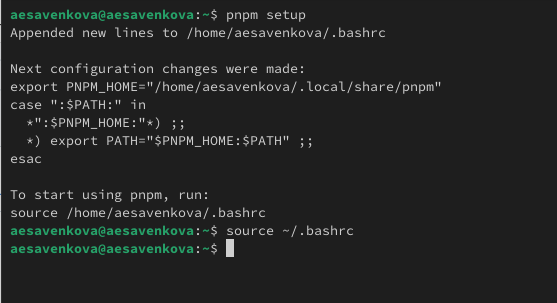 aesavenkova@aesavenkova:~$ pnpm setup
Appended new lines to /home/aesavenkova/.bashrc

Next configuration changes were made:
export PNPM_HOME="/home/aesavenkova/.local/share/pnpm"
case ":$PATH:" in
  *":$PNPM_HOME:"*) ;;
  *) export PATH="$PNPM_HOME:$PATH" ;;
esac

To start using pnpm, run:
source /home/aesavenkova/.bashrc
aesavenkova@aesavenkova:~$ source ~/.bashrc
aesavenkova@aesavenkova:~$